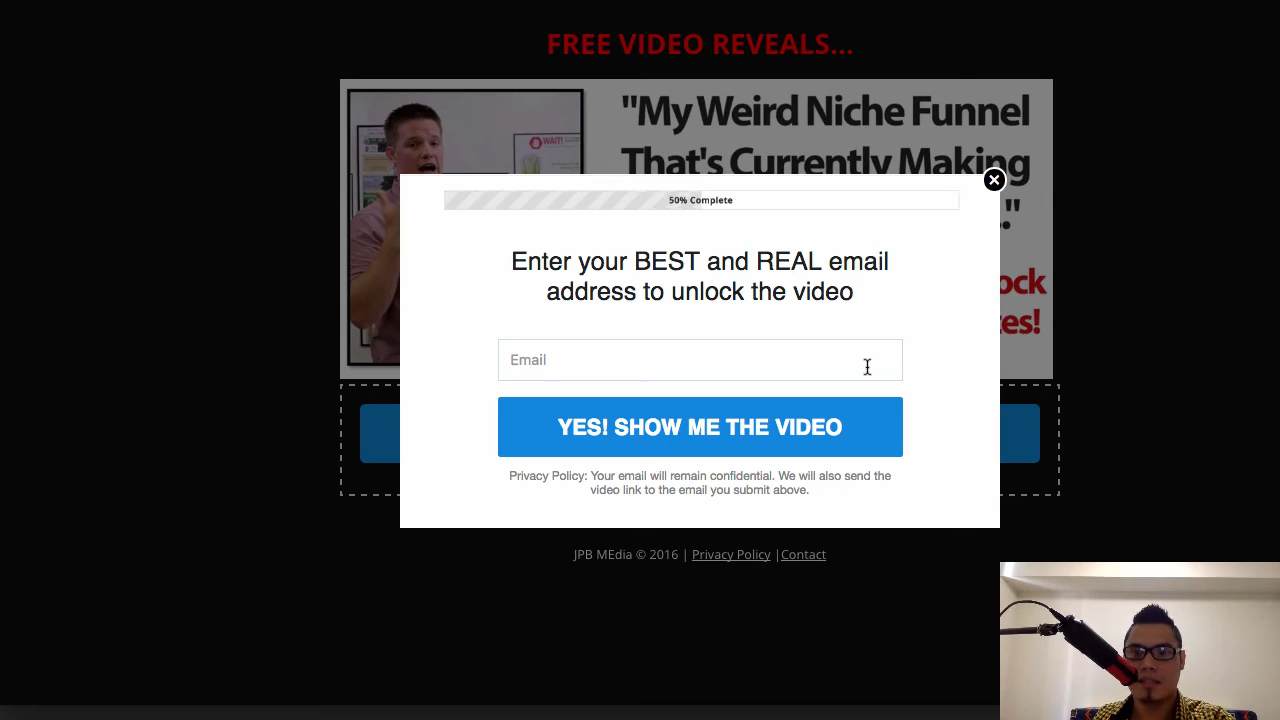 FREE VIDEO REVEALS...
"My Weird Niche Funnel
That's Currently Making
WAIT!
."
ock
es!
50% Complete
Enter your BEST and REAL email
address to unlock the video
Email
YES! SHOW ME THE VIDEO
Privacy Policy: Your email will remain confidential. We will also send the
video link to the email you submit above.
JPB MEdia © 2016 | Privacy Policy |Contact